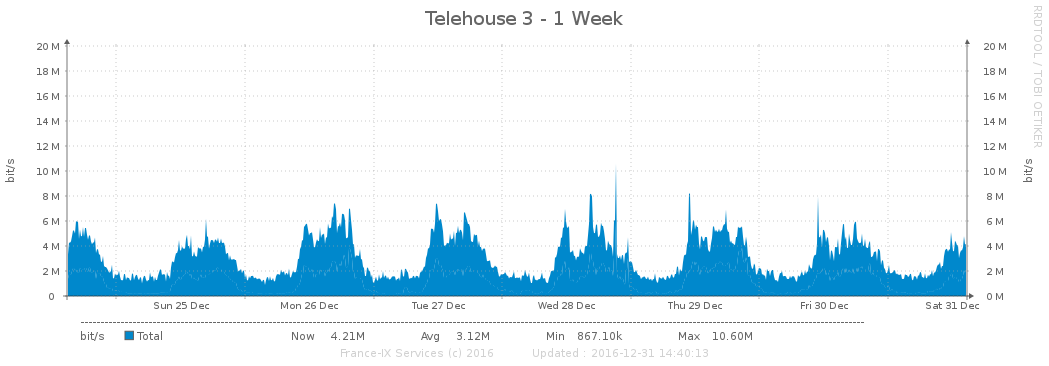 Telehouse 3 - 1 Week
RRDTOOL / TOBI OETIKER
bit/s
20 M 20 M
18 M 18 M
16 M 16 M
14 M 14 M
12 M 12 M
10 M 10 M
8 M 8 M
6 M 6 M
4 M 4 M
2 M 2 M
0 0 M
bit/s
Sun 25 Dec Mon 26 Dec Tue 27 Dec Wed 28 Dec Thu 29 Dec Fri 30 Dec Sat 31 Dec
bit/s Total Now 4.21M Avg 3.12M Min 867.10k Max 10.60M
France-IX Services (c) 2016 Updated : 2016-12-31 14:40:13